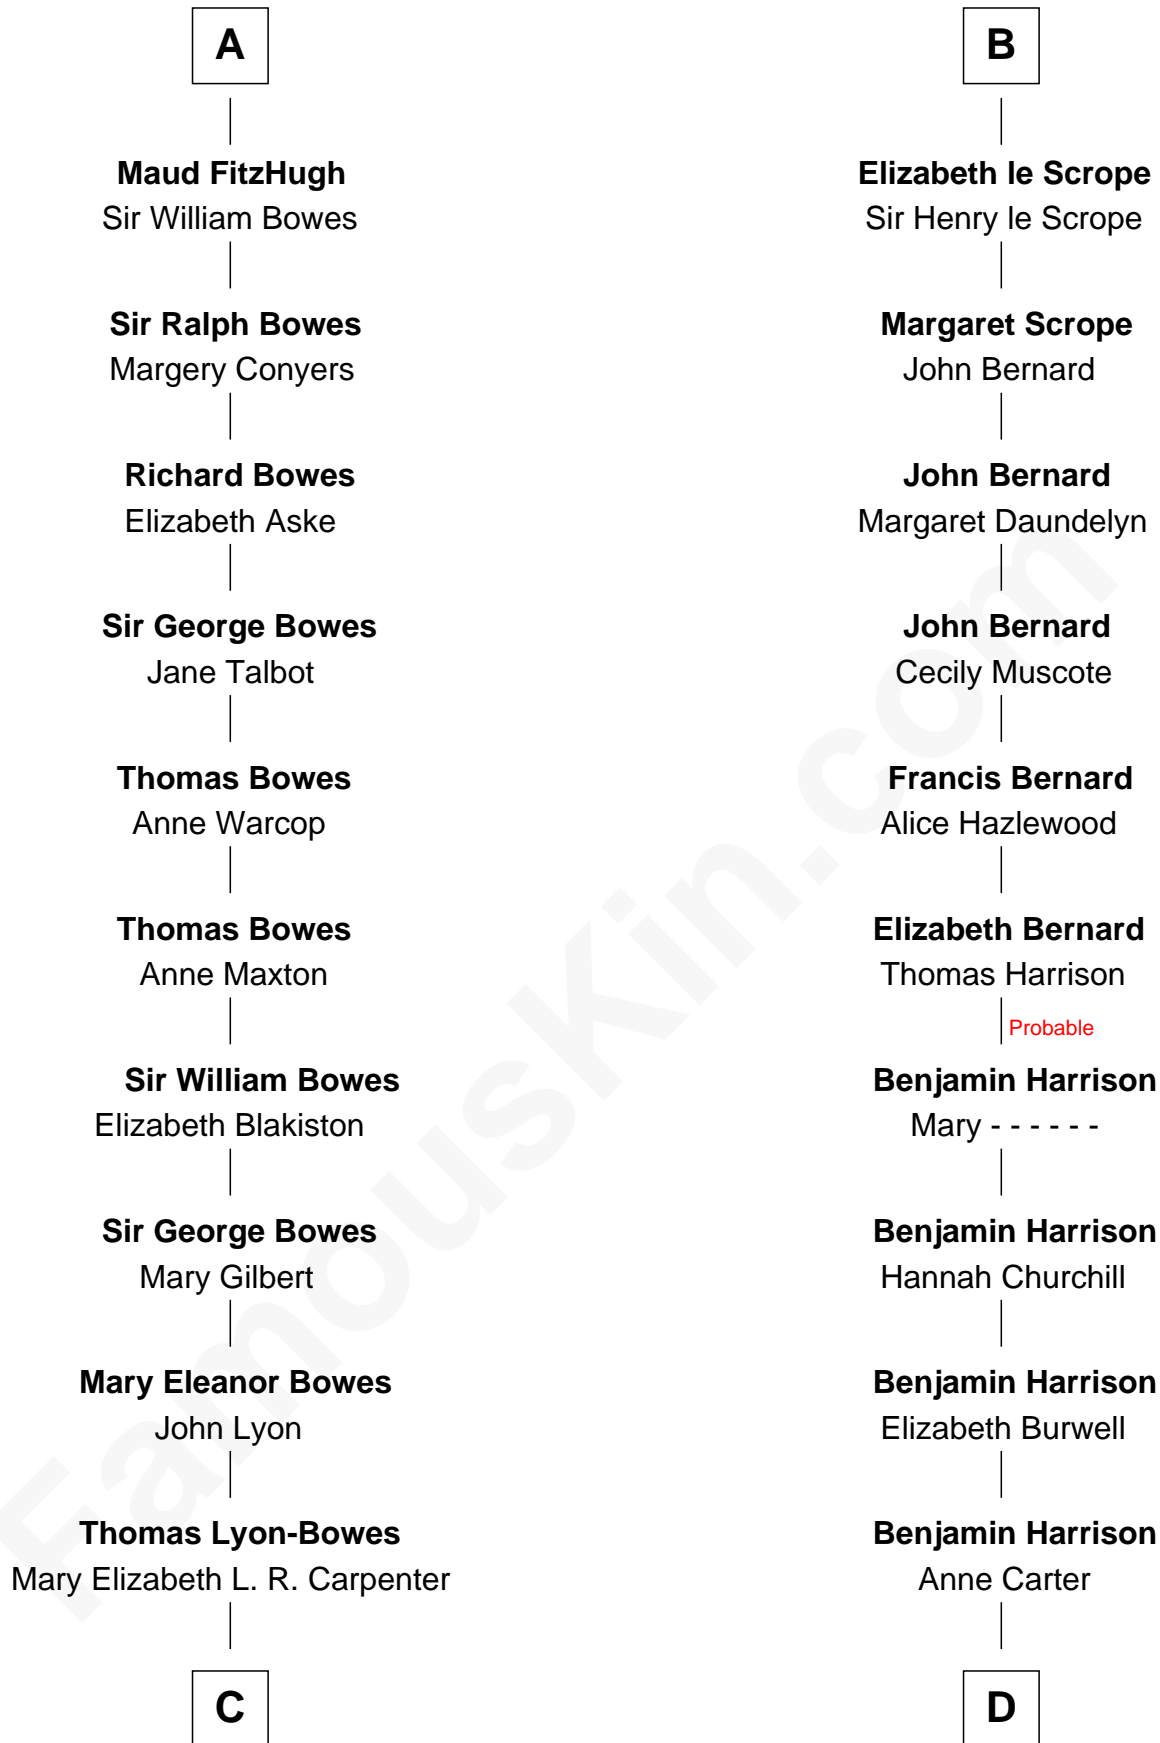 A
Maud FitzHugh
Sir William Bowes
Sir Ralph Bowes
Margery Conyers
Richard Bowes
Elizabeth Aske
Sir George Bowes
Jane Talbot
Thomas Bowes
Anne Warcop
Thomas Bowes
Anne Maxton
Sir William Bowes
Elizabeth Blakiston
Sir George Bowes
Mary Gilbert
Mary Eleanor Bowes
John Lyon
Thomas Lyon-Bowes
Mary Elizabeth L. R. Carpenter
C
B
Elizabeth le Scrope
Sir Henry le Scrope
Margaret Scrope
John Bernard
John Bernard
Margaret Daundelyn
John Bernard
Cecily Muscote
Francis Bernard
Alice Hazlewood
Elizabeth Bernard
Thomas Harrison
Probable
Benjamin Harrison
Mary - - - - - -
Benjamin Harrison
Hannah Churchill
Benjamin Harrison
Elizabeth Burwell
Benjamin Harrison
Anne Carter
D
FamousKin.com